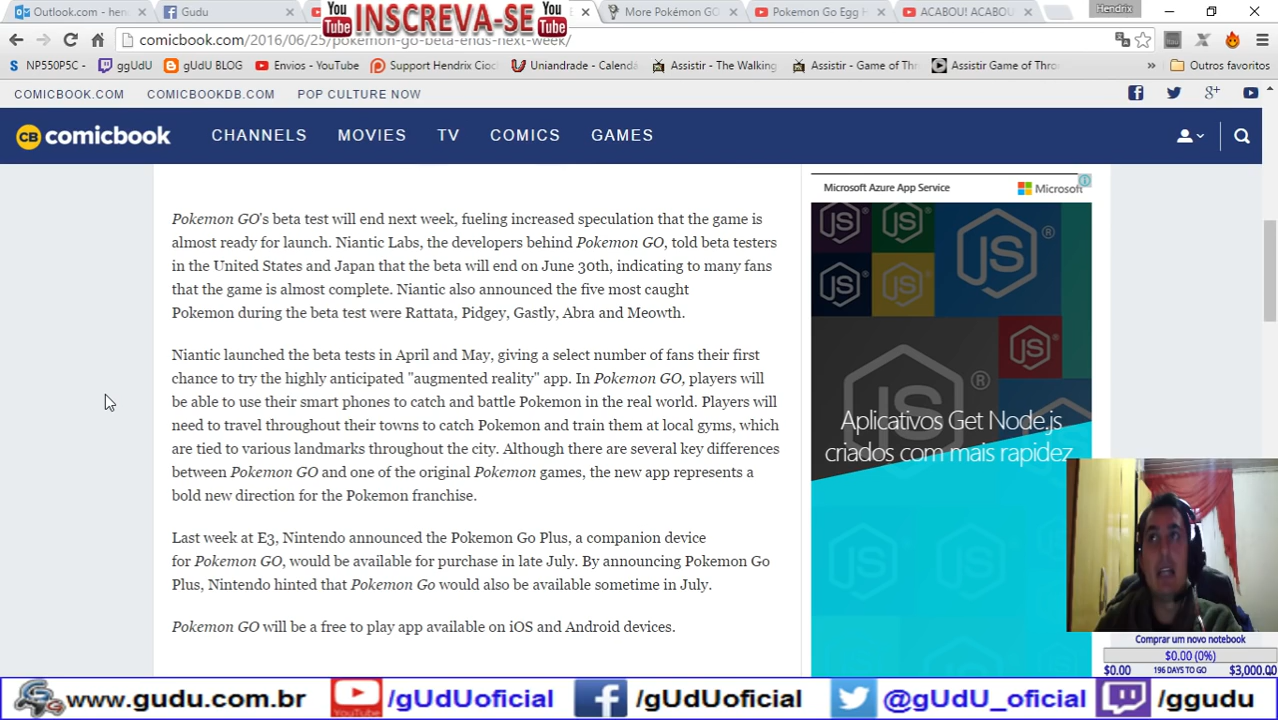 Outlook.com - hen
Gudu
You Tube INSCREVA-SE You Tube
More Pokémon GO
Pokemon Go Egg H
ACABOU! ACABOU
Hendrix
comicbook.com/2016/06/25/pokemon-go-beta-ends-next-week/
NP550P5C
ggUdU
gUdU BLOG
Envios - YouTube
Support Hendrix Cioc
Uniandrade - Calenda
Assistir - The Walking
Assistir - Game of Thr
Assistir Game of Thro
»
Outros favoritos
COMICBOOK.COM
COMICBOOKDB.COM
POP CULTURE NOW
CB comicbook
CHANNELS
MOVIES
TV
COMICS
GAMES
Pokemon GO's beta test will end next week, fueling increased speculation that the game is
almost ready for launch. Niantic Labs, the developers behind Pokemon GO, told beta testers
in the United States and Japan that the beta will end on June 30th, indicating to many fans
that the game is almost complete. Niantic also announced the five most caught
Pokemon during the beta test were Rattata, Pidgey, Gastly, Abra and Meowth.
Niantic launched the beta tests in April and May, giving a select number of fans their first
chance to try the highly anticipated "augmented reality" app. In Pokemon GO, players will
be able to use their smart phones to catch and battle Pokemon in the real world. Players will
need to travel throughout their towns to catch Pokemon and train them at local gyms, which
are tied to various landmarks throughout the city. Although there are several key differences
between Pokemon GO and one of the original Pokemon games, the new app represents a
bold new direction for the Pokemon franchise.
Last week at E3, Nintendo announced the Pokemon Go Plus, a companion device
for Pokemon GO, would be available for purchase in late July. By announcing Pokemon Go
Plus, Nintendo hinted that Pokemon Go would also be available sometime in July.
Pokemon GO will be a free to play app available on iOS and Android devices.
Microsoft Azure App Service
Microsoft
Aplicativos Get Node.js
criados com mais rapidez
Comprar um novo notebook
$0.00 (0%)
$0.00 196 DAYS TO GO $3,000.00
www.gudu.com.br
YouTube /gUdUoficial
/gUdUoficial
@gUdU_oficial
/ggudu